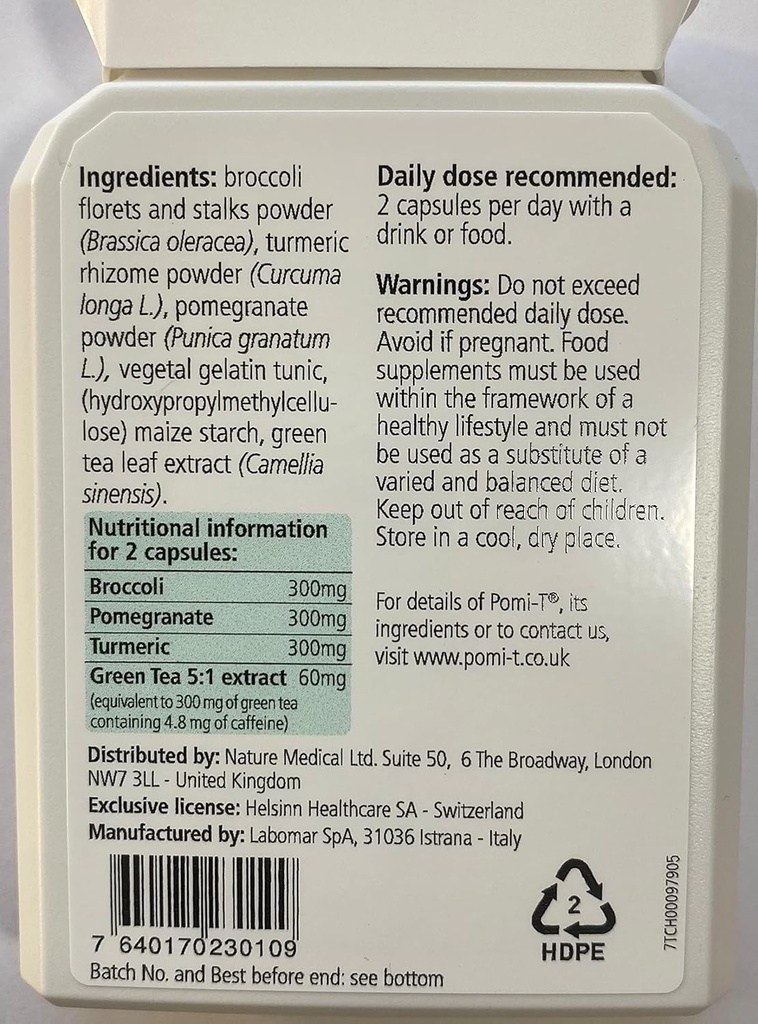 Ingredients: broccoli
florets and stalks powder
(Brassica oleracea), turmeric
rhizome powder (Curcuma
longa L.), pomegranate
powder (Punica granatum
L.), vegetal gelatin tunic,
(hydroxypropylmethylcellu-
lose) maize starch, green
tea leaf extract (Camellia
sinensis).
Nutritional information
for 2 capsules:
Broccoli 300mg
Pomegranate 300mg
Turmeric 300mg
Green Tea 5:1 extract 60mg
(equivalent to 300 mg of green tea
containing 4.8 mg of caffeine)
Daily dose recommended:
2 capsules per day with a
drink or food.
Warnings: Do not exceed
recommended daily dose.
Avoid if pregnant. Food
supplements must be used
within the framework of a
healthy lifestyle and must not
be used as a substitute of a
varied and balanced diet.
Keep out of reach of children.
Store in a cool, dry place.
For details of Pomi-T®, its
ingredients or to contact us,
visit www.pomi-t.co.uk
Distributed by: Nature Medical Ltd. Suite 50, 6 The Broadway, London
NW7 3LL - United Kingdom
Exclusive license: Helsinn Healthcare SA - Switzerland
Manufactured by: Labomar SpA, 31036 Istrana - Italy
7 640170230109
Batch No. and Best before end: see bottom
2
HDPE
7TCH00097905